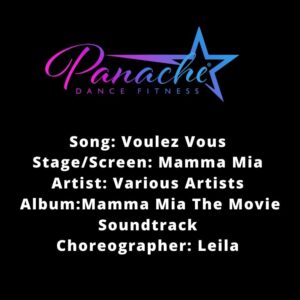 Panache®
DANCE FITNESS
Song: Voulez Vous
Stage/Screen: Mamma Mia
Artist: Various Artists
Album:Mamma Mia The Movie
Soundtrack
Choreographer: Leila